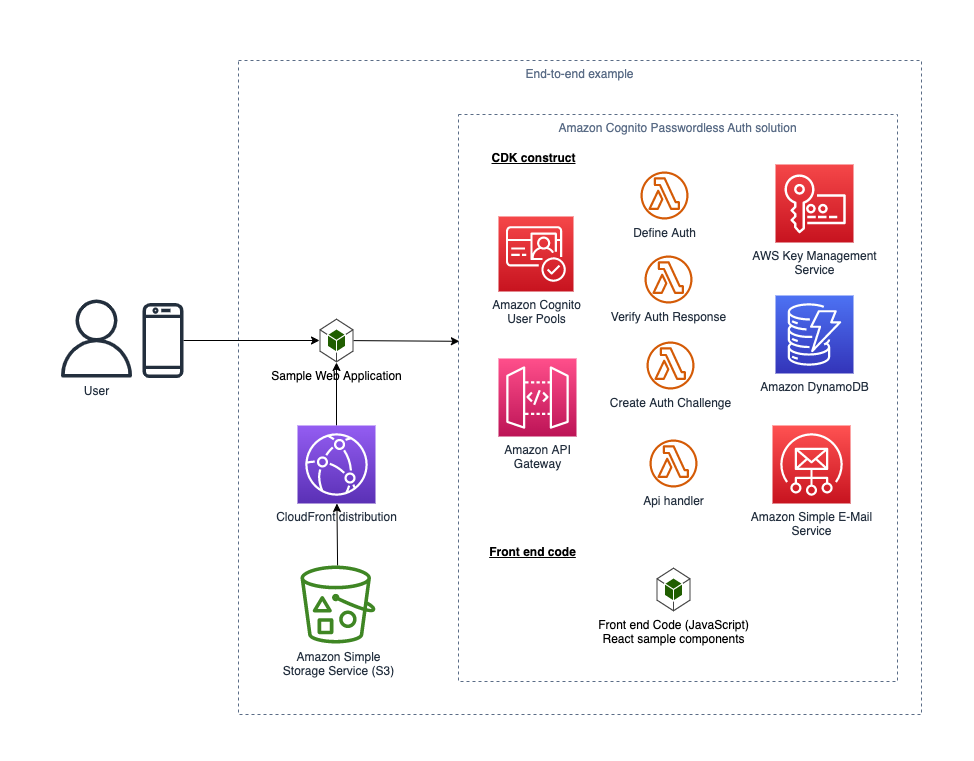 End-to-end example
Amazon Cognito Passwordless Auth solution
CDK construct
Define Auth
AWS Key Management
Service
Amazon Cognito
User Pools
Verify Auth Response
User
Sample Web Application
Create Auth Challenge
Amazon DynamoDB
Amazon API
Gateway
Api handler
CloudFront distribution
Amazon Simple E-Mail
Service
Front end code
Front end Code (JavaScript)
React sample components
Amazon Simple
Storage Service (S3)